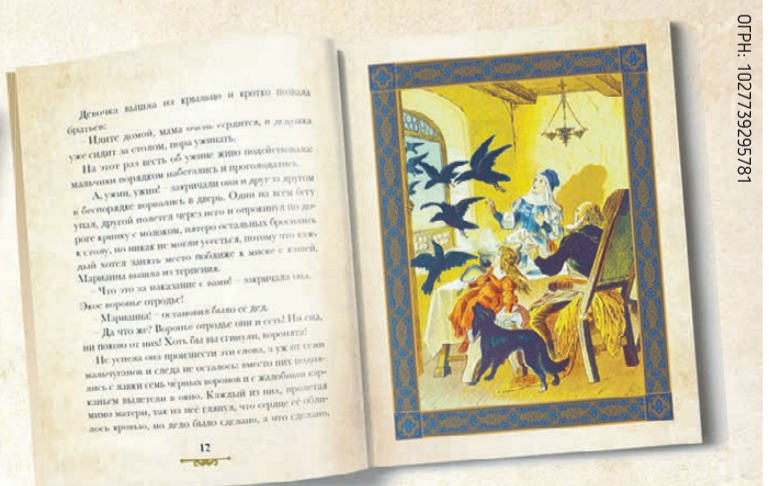 Девочка вышла на крыльцо и кротко позвала
братьев:
– Идите домой, мама очень сердится, и дедушка
уже сидит за столом, пора ужинать.
На этот раз весть об ужине живо подействовала:
мальчики порядком набегались и проголодались.
– А, ужин, ужин! – закричали они и друг за другом
в беспорядке ворвались в дверь. Один на всём бегу
упал, другой полетел через него и опрокинул по до-
роге кринку с молоком, пятеро остальных бросились
к столу, но никак не могли усесться, потому что каж-
дый хотел занять место поближе к миске с кашей.
Марианна вышла из терпения.
– Что это за наказание с вами! – закричала она.
Экое воронье отродье!
– Марианна! – остановил было её дед.
– Да что же? Воронье отродье они и есть! Ни сна,
ни покою от них! Хоть бы вы сгинули, воронята!
Не успела она произнести эти слова, а уж от семи
мальчуганов и следа не осталось: вместо них подня-
лись с лавки семь чёрных воронов и с жалобным кар-
каньем вылетели в окно. Каждый из них, пролетая
мимо матери, так на неё глянул, что сердце её обли-
лось кровью, но дело было сделано, а что сделано,
12
ОГРН: 1027739295781